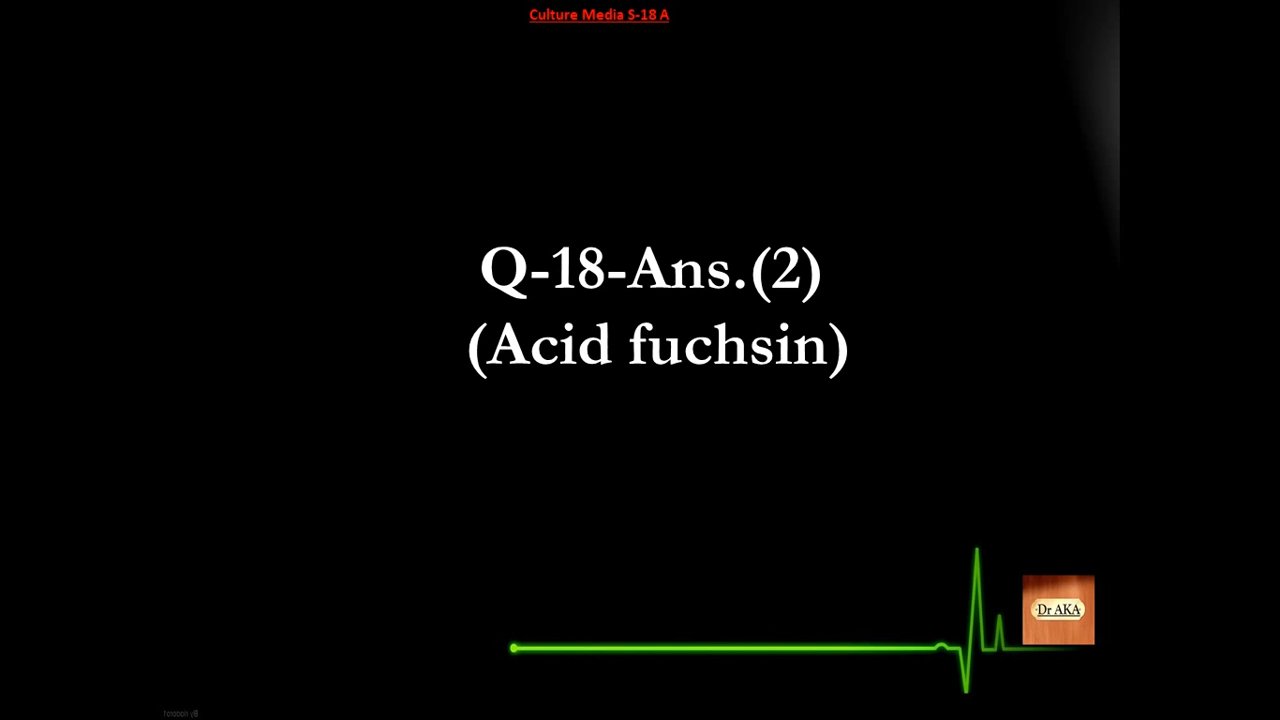 Culture Media S-18 A
Q-18-Ans.(2)
(Acid fuchsin)
Dr AKA